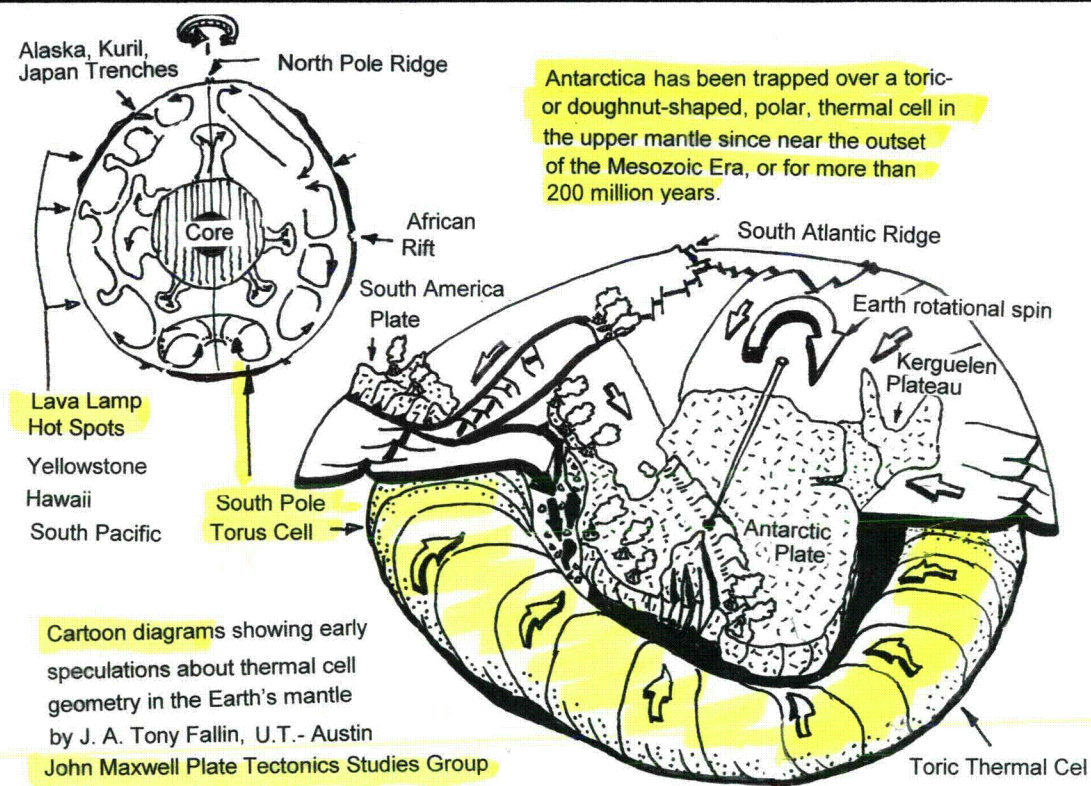 Alaska, Kuril,
Japan Trenches
North Pole Ridge
Core
African
Rift
Lava Lamp
Hot Spots
Yellowstone
Hawaii
South Pacific
South Pole
Torus Cell
Antarctica has been trapped over a toric-
or doughnut-shaped, polar, thermal cell in
the upper mantle since near the outset
of the Mesozoic Era, or for more than
200 million years.
South Atlantic Ridge
South America
Plate
Earth rotational spin
Kerguelen
Plateau
Antarctic
Plate
Toric Thermal Cel
Cartoon diagrams showing early
speculations about thermal cell
geometry in the Earth's mantle
by J. A. Tony Fallin, U.T.- Austin
John Maxwell Plate Tectonics Studies Group